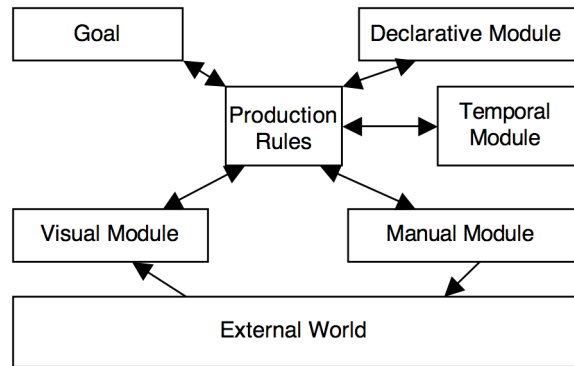 Goal
Declarative Module
Production
Rules
Temporal
Module
Visual Module
Manual Module
External World